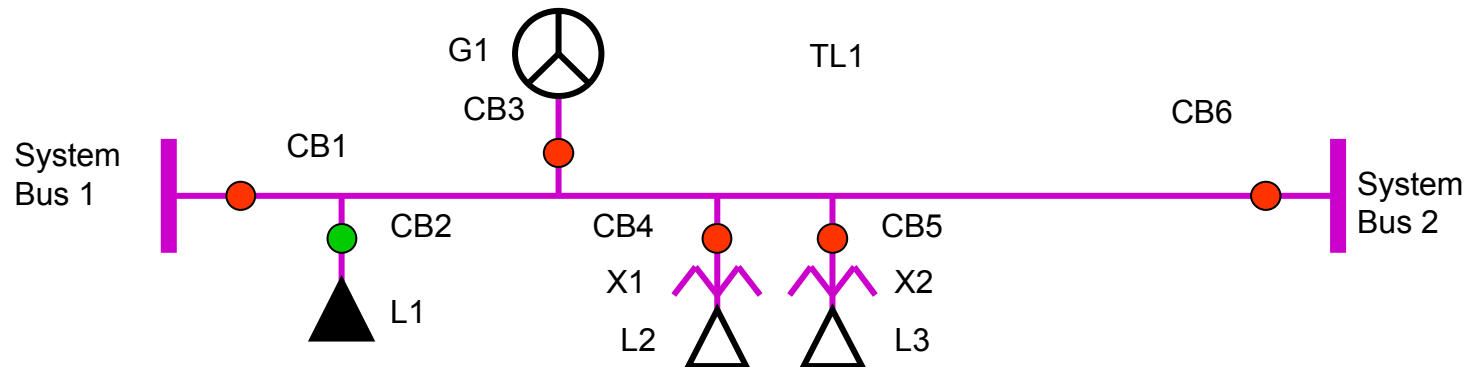 G1
TL1
CB3
CB6
System
Bus 1
CB1
System
Bus 2
CB2
CB4
CB5
X1
X2
L1
L2
L3